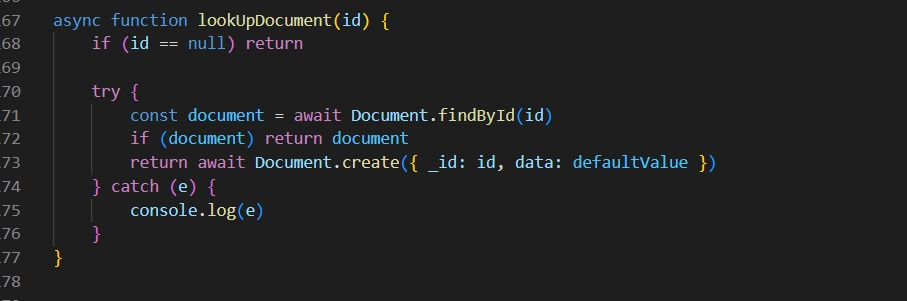 67 async function lookUpDocument(id) {
68     if (id == null) return
69
70     try {
71         const document = await Document.findById(id)
72         if (document) return document
73         return await Document.create({ _id: id, data: defaultValue })
74     } catch (e) {
75         console.log(e)
76     }
77 }
78